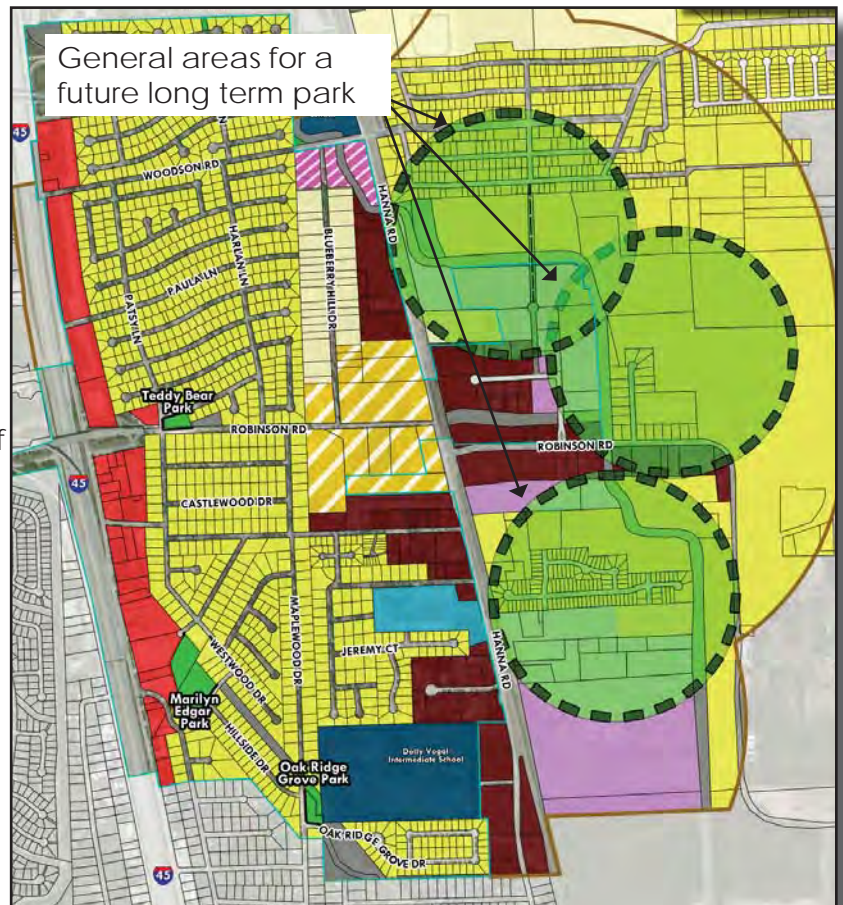 General areas for a
future long term park
45
WOODSON RD
HARLAN LN
BLUEBERRY HILL DR
HANNA RD
PAULA LN
PATSY LN
Teddy Bear
Park
ROBINSON RD
ROBINSON RD
of
45
CASTLEWOOD DR
MAPLEWOOD DR
WESTWOOD DR
JEREMY CT
HANNA RD
Marilyn
Edgar
Park
HILLSIDE DR
Oak Ridge
Grove Park
Dolly Vogel
Intermediate School
OAK RIDGE GROVE DR
45